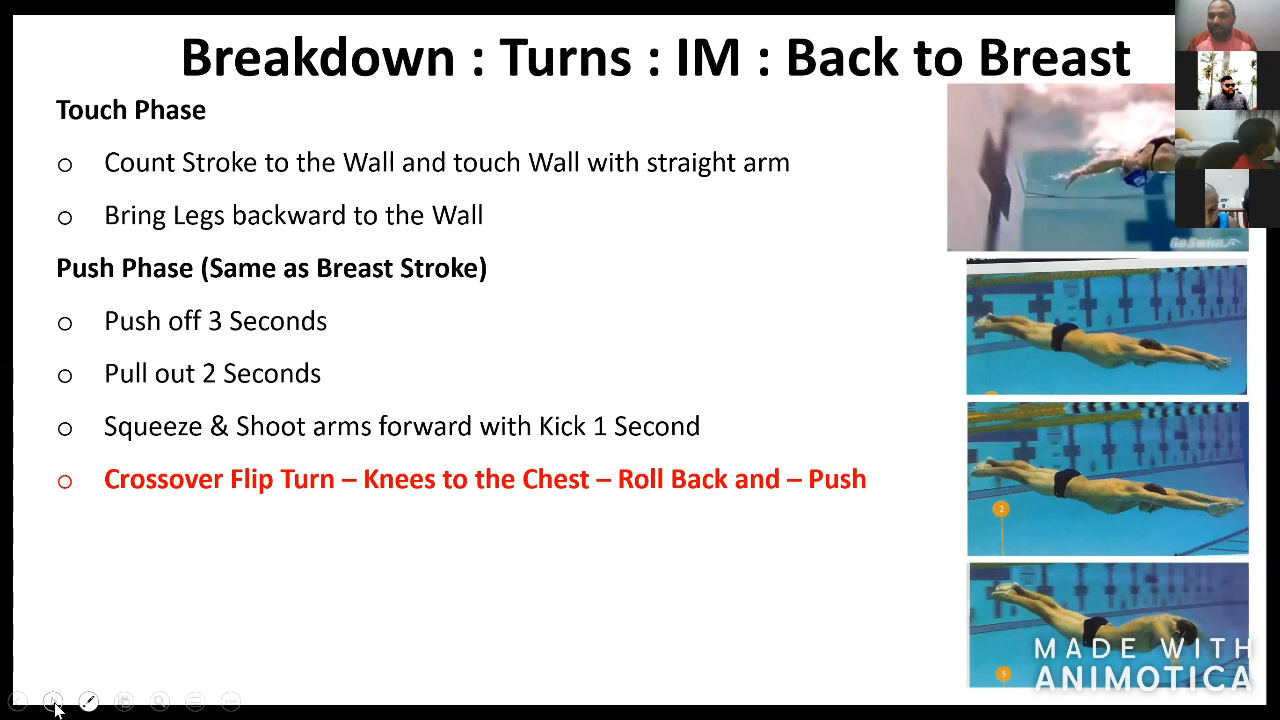 Breakdown : Turns : IM : Back to Breast
Touch Phase
o Count Stroke to the Wall and touch Wall with straight arm
o Bring Legs backward to the Wall
Push Phase (Same as Breast Stroke)
o Push off 3 Seconds
o Pull out 2 Seconds
o Squeeze & Shoot arms forward with Kick 1 Second
o Crossover Flip Turn – Knees to the Chest – Roll Back and – Push
GoSwim
2
5
MADE WITH
ANIMOTICA